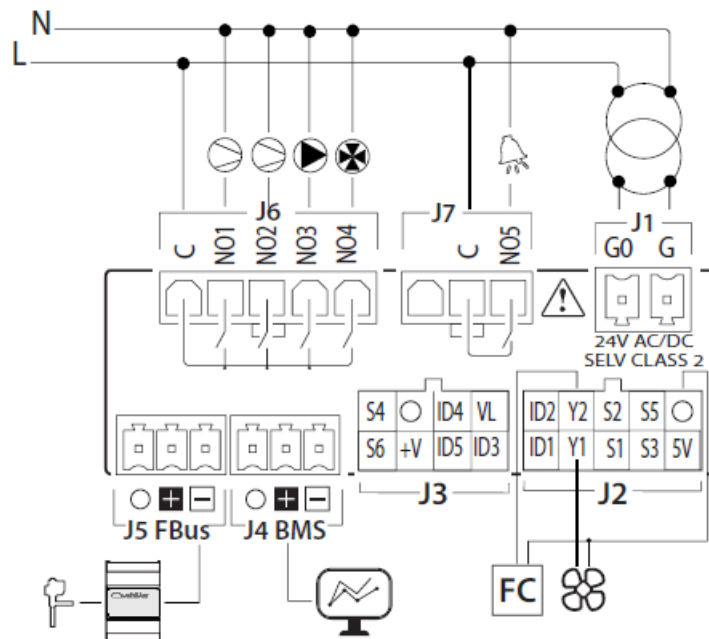 N
L
J6
J7
J1
C NO1 NO2 NO3 NO4
C NO5
G0 G
24V AC/DC
SELV CLASS 2
S4 ID4 VL
S6 +V ID5 ID3
J3
ID2 Y2 S2 S5
ID1 Y1 S1 S3 5V
J2
+ −
J5 FBus
+ −
J4 BMS
FC